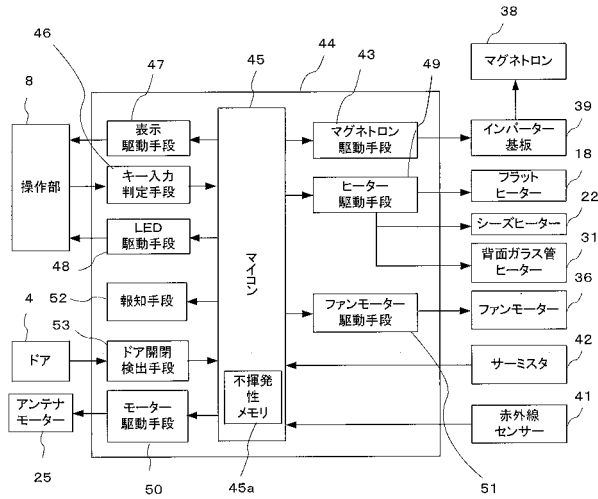 38
マグネトロン
46
47
45
44
43
49
8
表示
駆動手段
マグネトロン
駆動手段
インバーター
基板
39
操作部
キー入力
判定手段
ヒーター
駆動手段
フラット
ヒーター
18
LED
駆動手段
シーズヒーター
22
48
マイコン
背面ガラス管
ヒーター
31
52
報知手段
4
53
ファンモーター
駆動手段
ファンモーター
36
ドア
ドア開閉
検出手段
サーミスタ
42
不揮発
性
メモリ
アンテナ
モーター
モーター
駆動手段
赤外線
センサー
41
25
50
45a
51